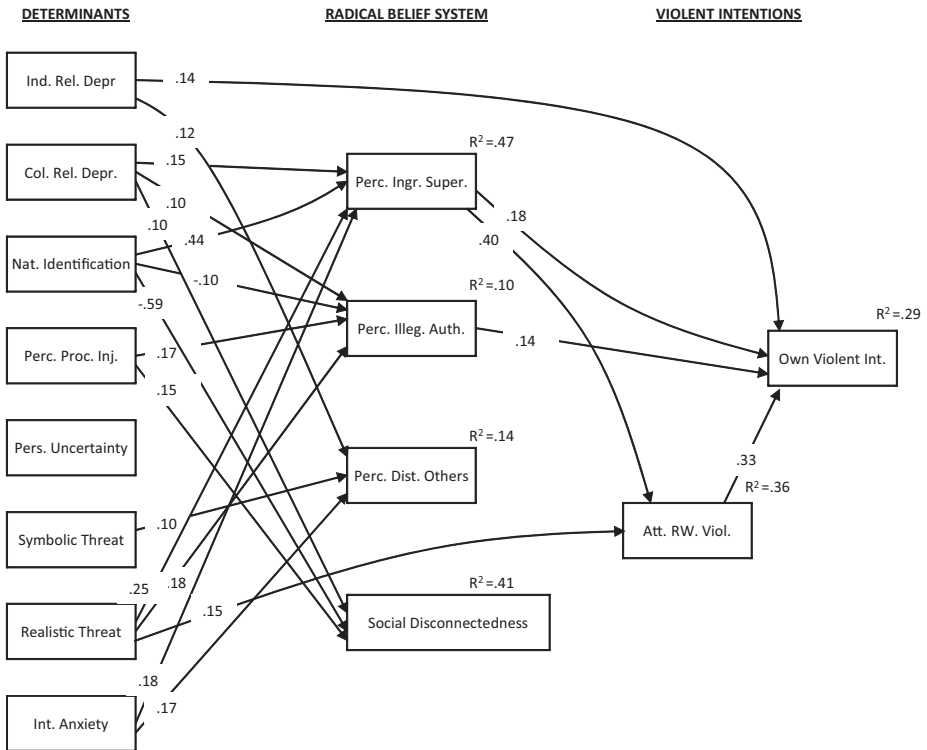 DETERMINANTS RADICAL BELIEF SYSTEM VIOLENT INTENTIONS
Ind. Rel. Depr
.14
.12
R²=.47
Col. Rel. Depr.
.15
Perc. Ingr. Super.
.10
.18
.10
.44
.40
Nat. Identification
-.10
R²=.10
-.59
R²=.29
Perc. Illeg. Auth.
.14
Perc. Proc. Inj.
.17
Own Violent Int.
.15
R²=.14
Pers. Uncertainty
.33
Perc. Dist. Others
R²=.36
.10
Symbolic Threat
Att. RW. Viol.
R²=.41
.25
.18
.15
Realistic Threat
Social Disconnectedness
.18
.17
Int. Anxiety